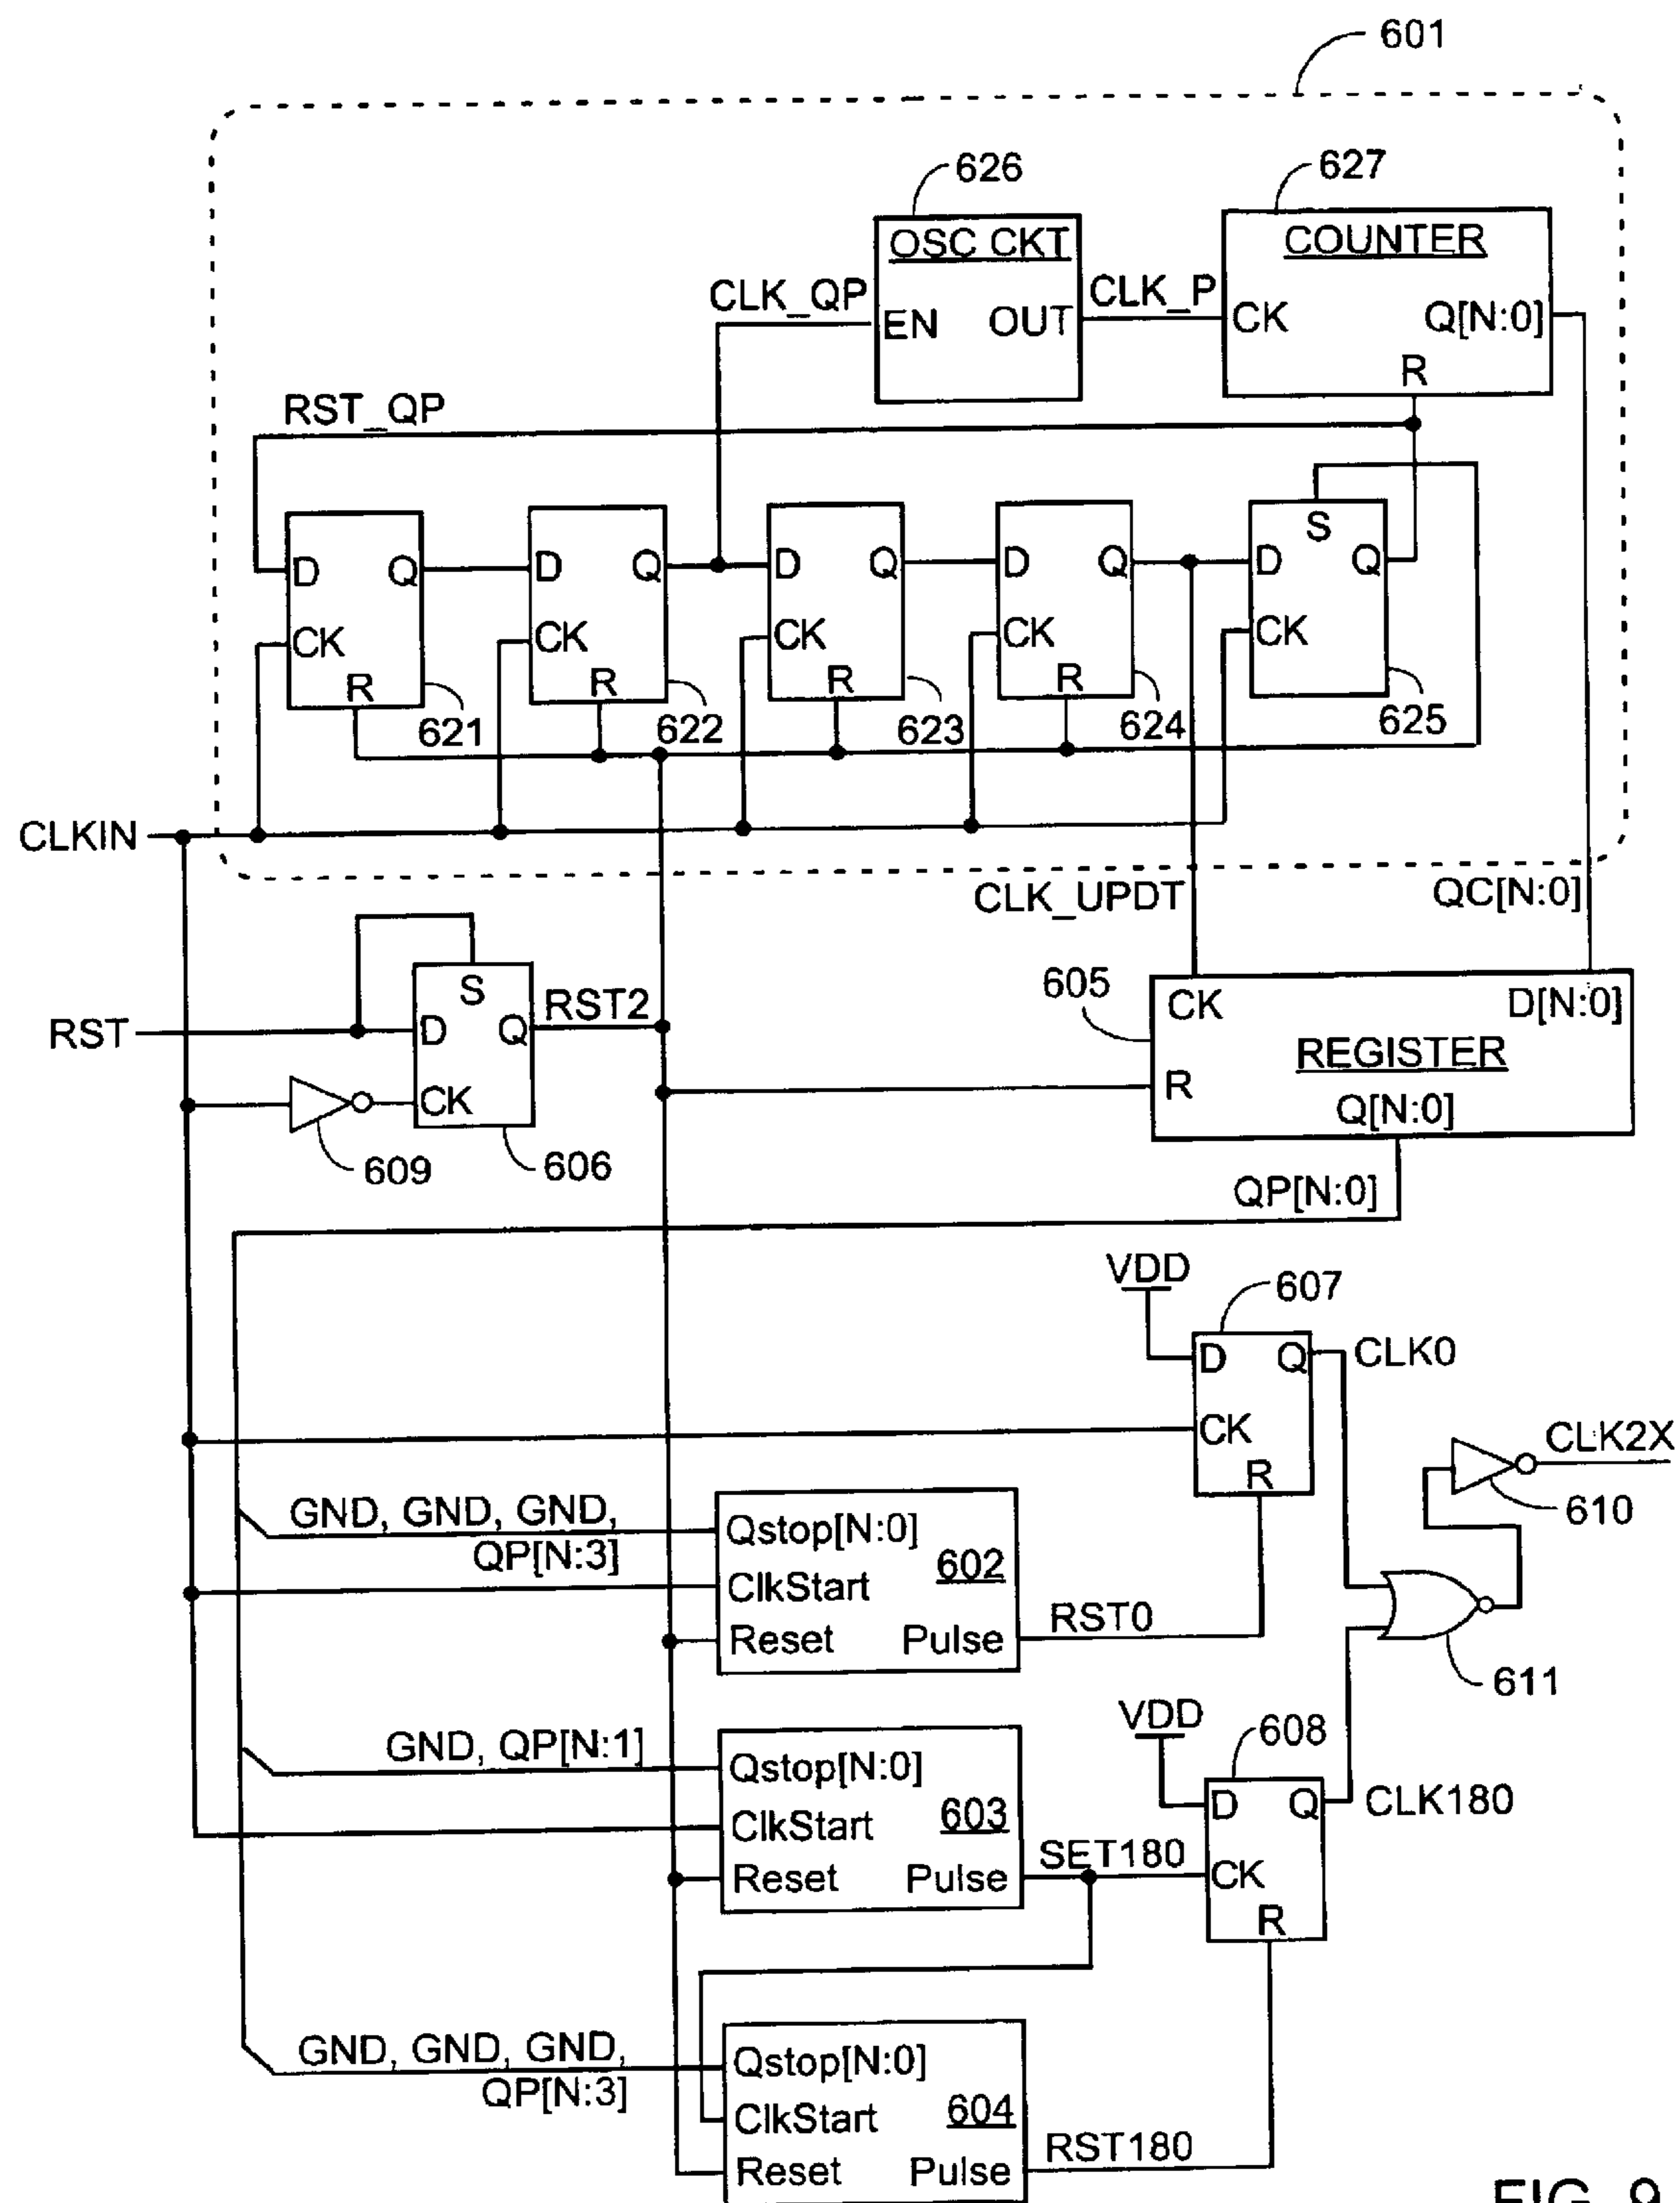 601
626
627
OSC CKT
COUNTER
CLK_QP
CLK_P
EN OUT
CK
Q[N:0]
R
RST_QP
S
D Q
D Q
D Q
D Q
D Q
CK
CK
CK
CK
CK
R
R
R
R
621
622
623
624
625
CLKIN
CLK_UPDT
QC[N:0]
S
605
CK
D[N:0]
RST
D Q
RST2
REGISTER
R
CK
Q[N:0]
609
606
QP[N:0]
VDD
607
D Q
CLK0
CK
R
CLK2X
610
GND, GND, GND,
QP[N:3]
Qstop[N:0]
602
ClkStart
Reset Pulse
RST0
611
VDD
608
GND, QP[N:1]
Qstop[N:0]
603
ClkStart
Reset Pulse
SET180
D Q
CLK180
CK
R
GND, GND, GND,
QP[N:3]
Qstop[N:0]
604
ClkStart
Reset Pulse
RST180
FIG. 9